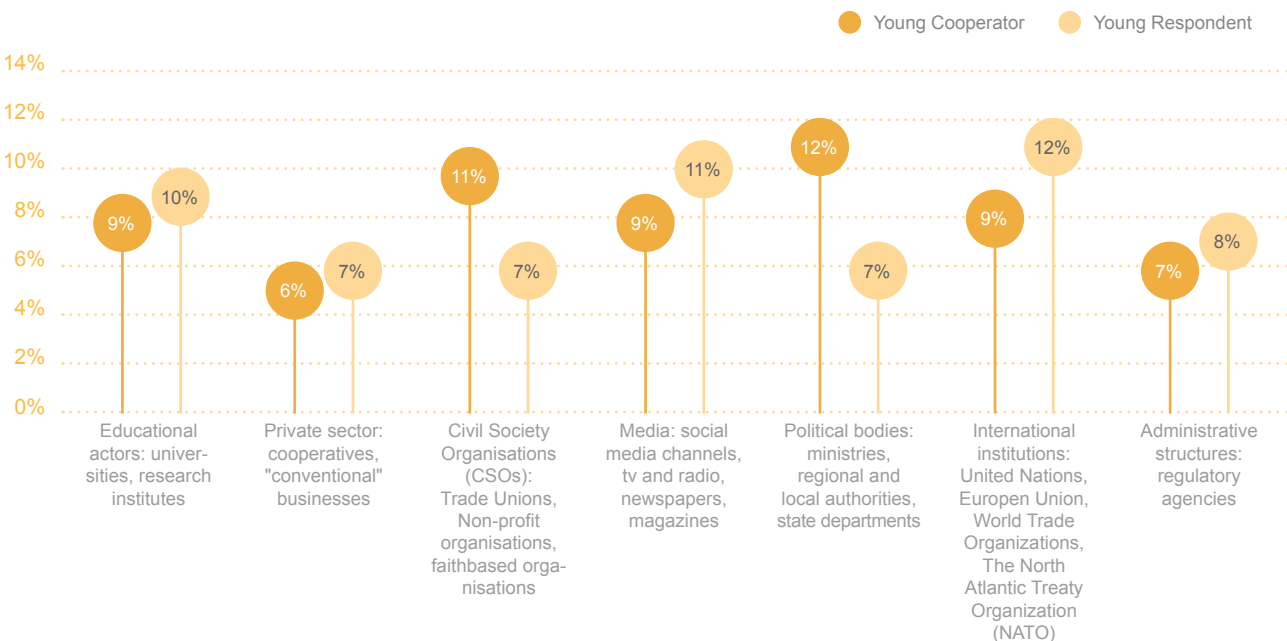 Young Cooperator
Young Respondent
14%
12%
10%
8%
6%
4%
2%
0%
9%
10%
6%
7%
11%
7%
9%
11%
12%
7%
9%
12%
7%
8%
Educational
actors: univer-
sities, research
institutes
Private sector:
cooperatives,
"conventional"
businesses
Civil Society
Organisations
(CSOs):
Trade Unions,
Non-profit
organisations,
faithbased orga-
nisations
Media: social
media channels,
tv and radio,
newspapers,
magazines
Political bodies:
ministries,
regional and
local authorities,
state departments
International
institutions:
United Nations,
Europen Union,
World Trade
Organizations,
The North
Atlantic Treaty
Organization
(NATO)
Administrative
structures:
regulatory
agencies